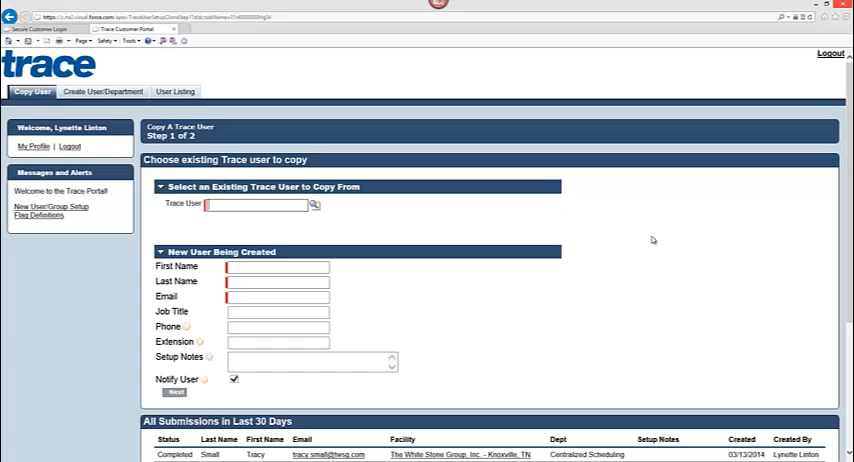 Secure Customer Login
Trace Customer Portal
Page
Safety
Tools
trace
Logout
Copy User
Create User/Department
User Listing
Welcome, Lynette Linton
My Profile | Logout
Messages and Alerts
Welcome to the Trace Portal!
New User/Group Setup
Flag Definitions
Copy A Trace User
Step 1 of 2
Choose existing Trace user to copy
Select an Existing Trace User to Copy From
Trace User
New User Being Created
First Name
Last Name
Email
Job Title
Phone
Extension
Setup Notes
Notify User
Next
All Submissions in Last 30 Days
Status Last Name First Name Email Facility Dept Setup Notes Created Created By
Completed Small Tracy tracy.small@twsg.com The White Stone Group, Inc. - Knoxville, TN Centralized Scheduling 03/13/2014 Lynette Linton